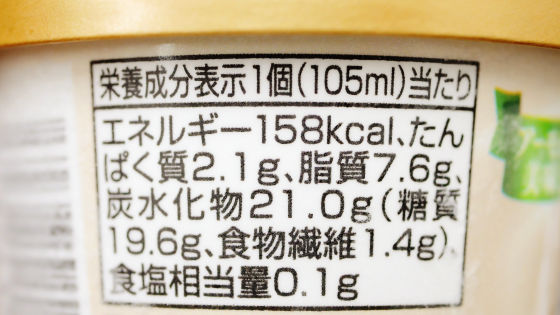 栄養成分表示1個(105ml)当たり
エネルギー158kcal、たん
ぱく質2.1g、脂質7.6g、
炭水化物21.0g(糖質
19.6g、食物繊維1.4g)、
食塩相当量0.1g